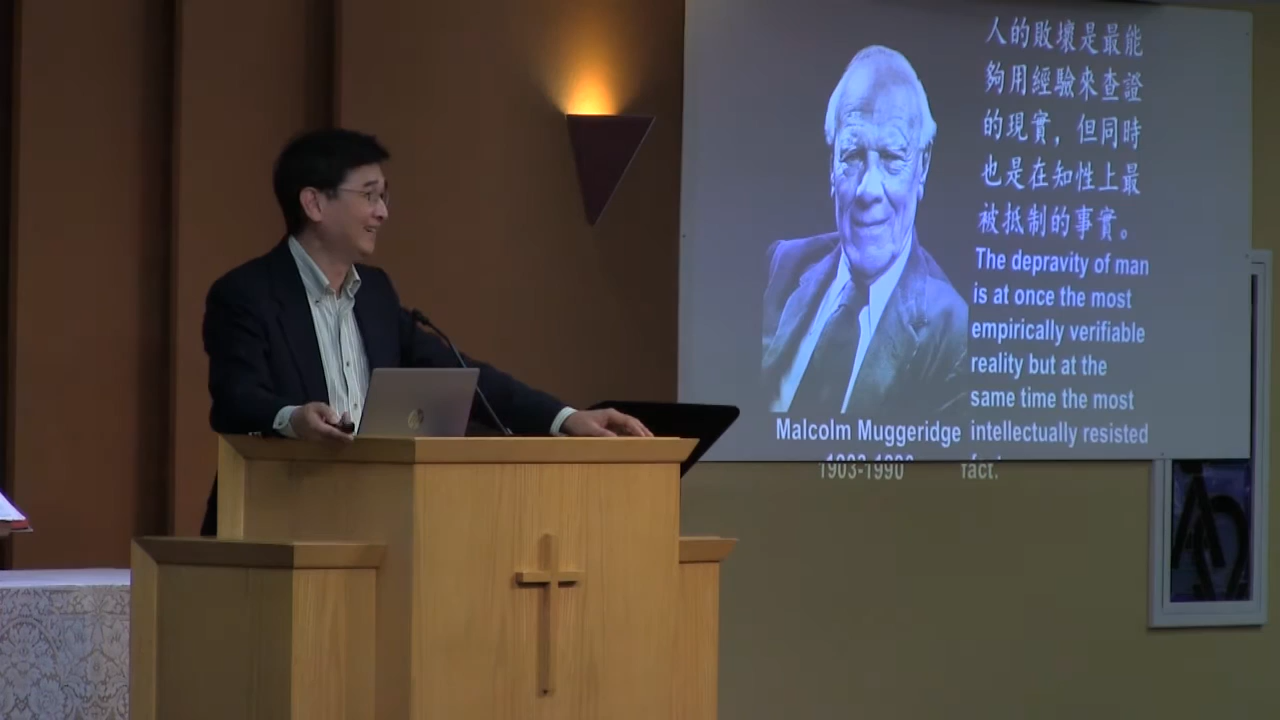 人的敗壞是最能
夠用經驗來查證
的現實，但同時
也是在知性上最
被抵制的事實。
The depravity of man
is at once the most
empirically verifiable
reality but at the
same time the most
intellectually resisted
fact.
Malcolm Muggeridge
1903-1990
hp